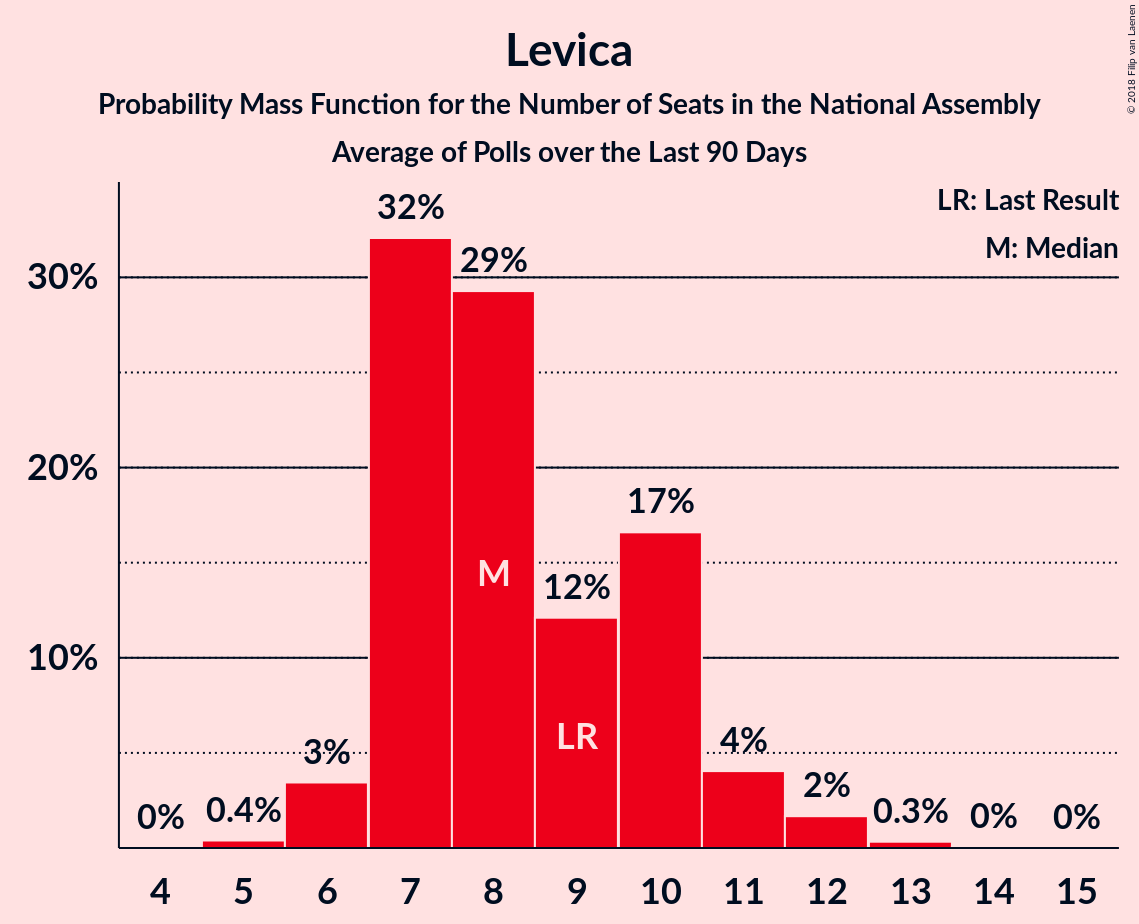 Levica
Probability Mass Function for the Number of Seats in the National Assembly
Average of Polls over the Last 90 Days
© 2018 Filip van Laenen
LR: Last Result
M: Median
30%
20%
10%
0%
0.4%
3%
32%
29%
12%
17%
4%
2%
0.3%
0%
0%
M
LR
4 5 6 7 8 9 10 11 12 13 14 15